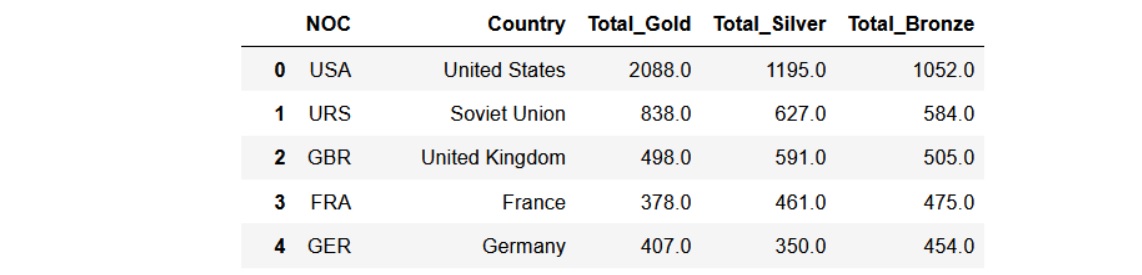 NOC Country Total_Gold Total_Silver Total_Bronze
0 USA United States 2088.0 1195.0 1052.0
1 URS Soviet Union 838.0 627.0 584.0
2 GBR United Kingdom 498.0 591.0 505.0
3 FRA France 378.0 461.0 475.0
4 GER Germany 407.0 350.0 454.0